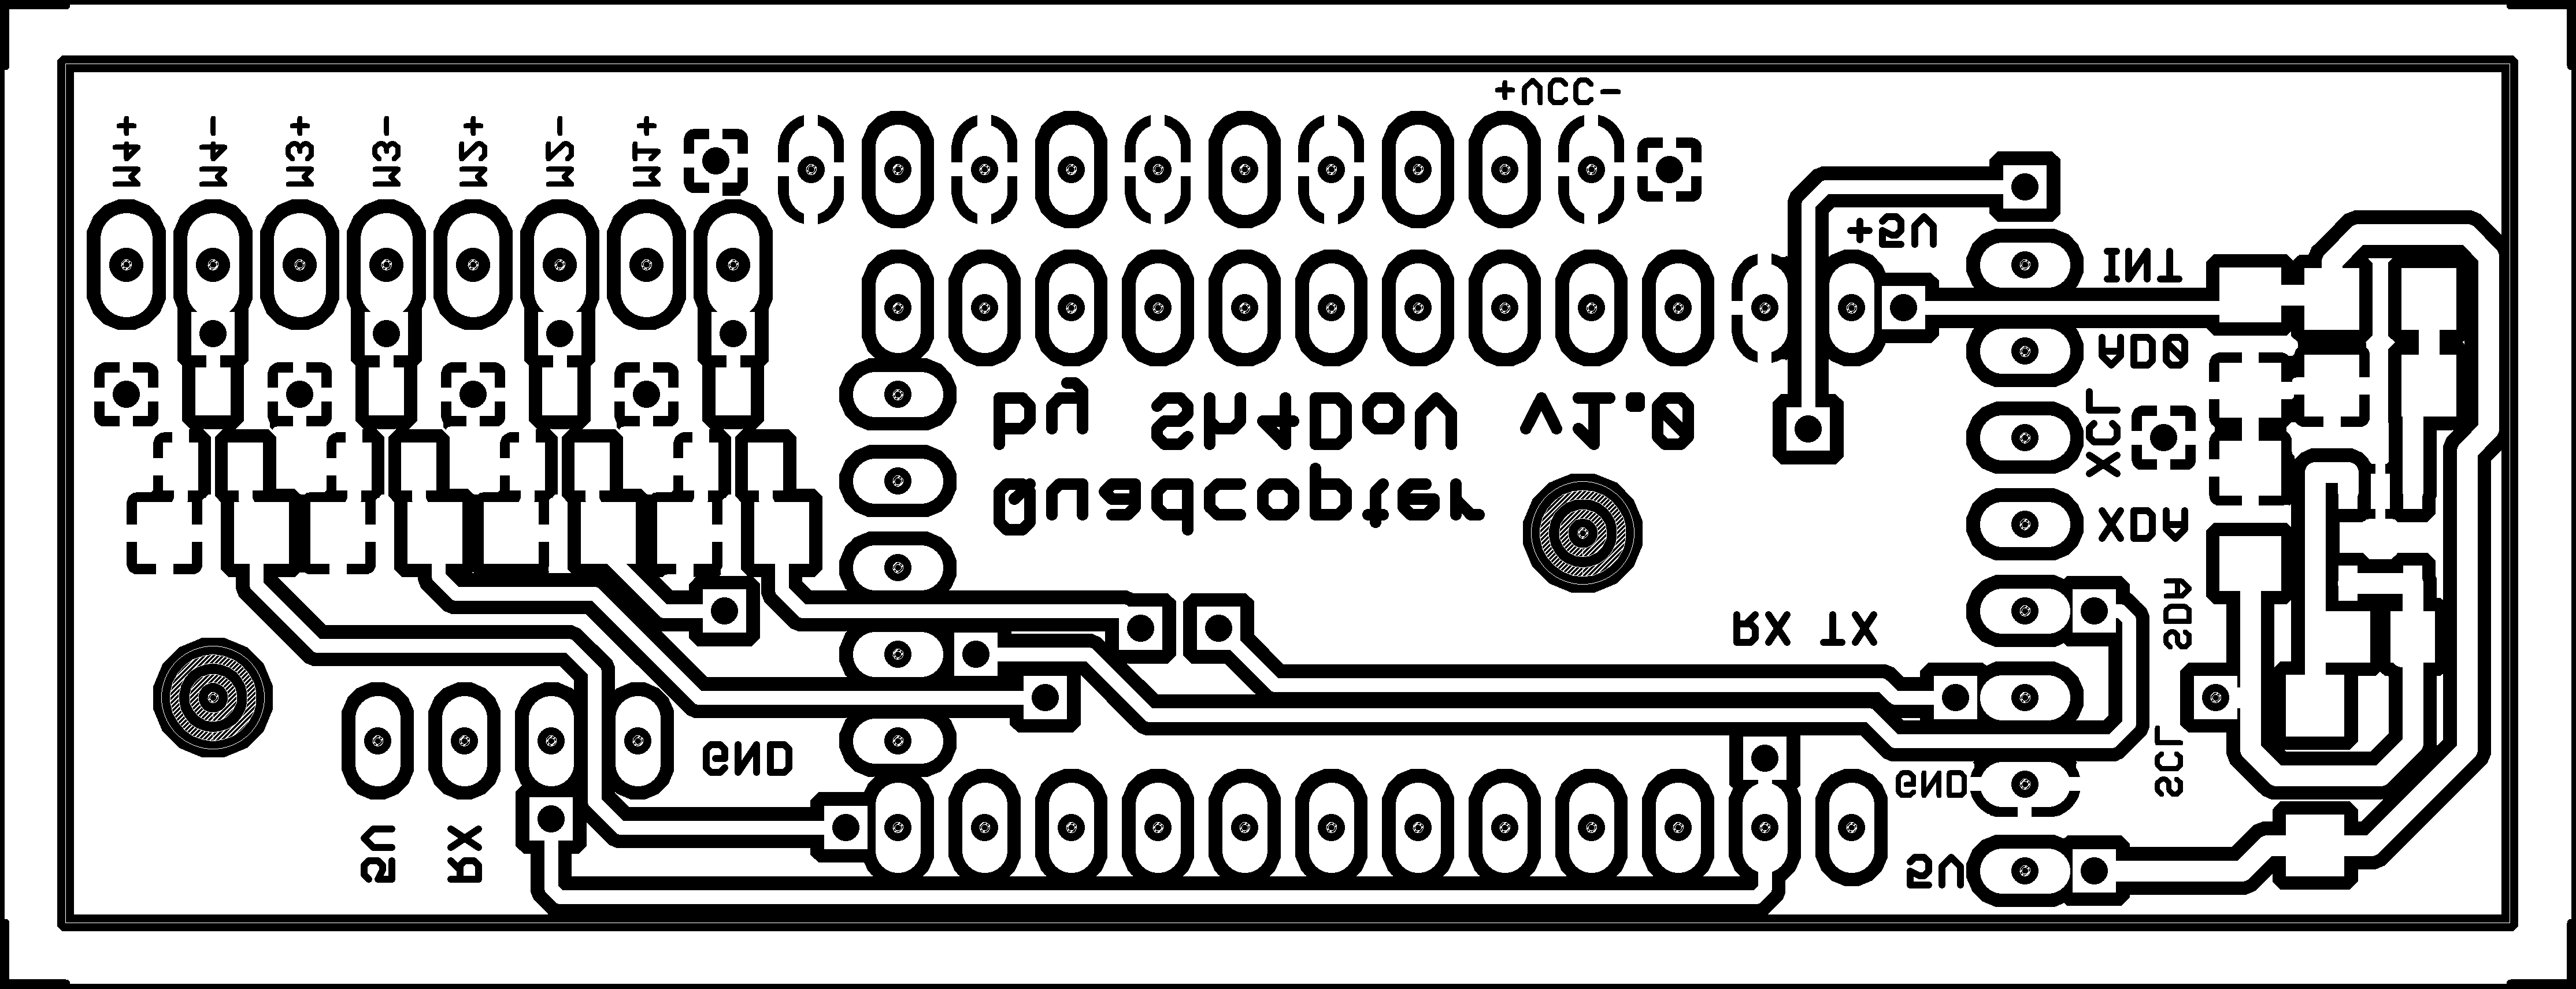 +VCC-
M4+
M4-
M3+
M3-
M2+
M2-
M1+
+5V
INT
AD0
XCL
XDA
SDA
SCL
GND
5V
Quadcopter
by Sh4DoV v1.0
RX TX
GND
5V
RX